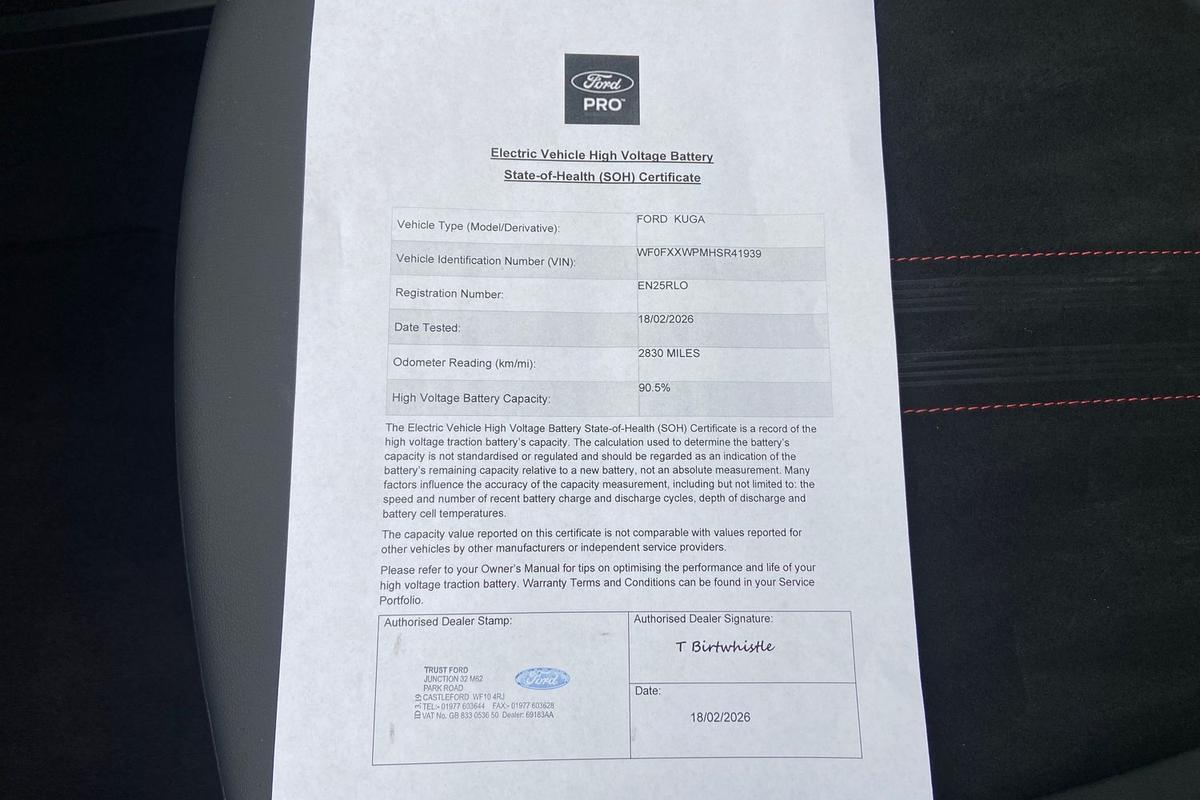 Ford
PRO™
Electric Vehicle High Voltage Battery
State-of-Health (SOH) Certificate
Vehicle Type (Model/Derivative): FORD KUGA
Vehicle Identification Number (VIN): WF0FXXWPMHSR41939
Registration Number: EN25RLO
Date Tested: 18/02/2026
Odometer Reading (km/mi): 2830 MILES
High Voltage Battery Capacity: 90.5%
The Electric Vehicle High Voltage Battery State-of-Health (SOH) Certificate is a record of the
high voltage traction battery's capacity. The calculation used to determine the battery's
capacity is not standardised or regulated and should be regarded as an indication of the
battery's remaining capacity relative to a new battery, not an absolute measurement. Many
factors influence the accuracy of the capacity measurement, including but not limited to: the
speed and number of recent battery charge and discharge cycles, depth of discharge and
battery cell temperatures.
The capacity value reported on this certificate is not comparable with values reported for
other vehicles by other manufacturers or independent service providers.
Please refer to your Owner's Manual for tips on optimising the performance and life of your
high voltage traction battery. Warranty Terms and Conditions can be found in your Service
Portfolio.
Authorised Dealer Stamp:
TRUST FORD
JUNCTION 32 M62
PARK ROAD
CASTLEFORD WF10 4RJ
TEL:- 01977 603644 FAX:- 01977 603628
VAT No. GB 833 0536 50 Dealer: 69183AA
Ford
Authorised Dealer Signature:
T Birtwhistle
Date:
18/02/2026